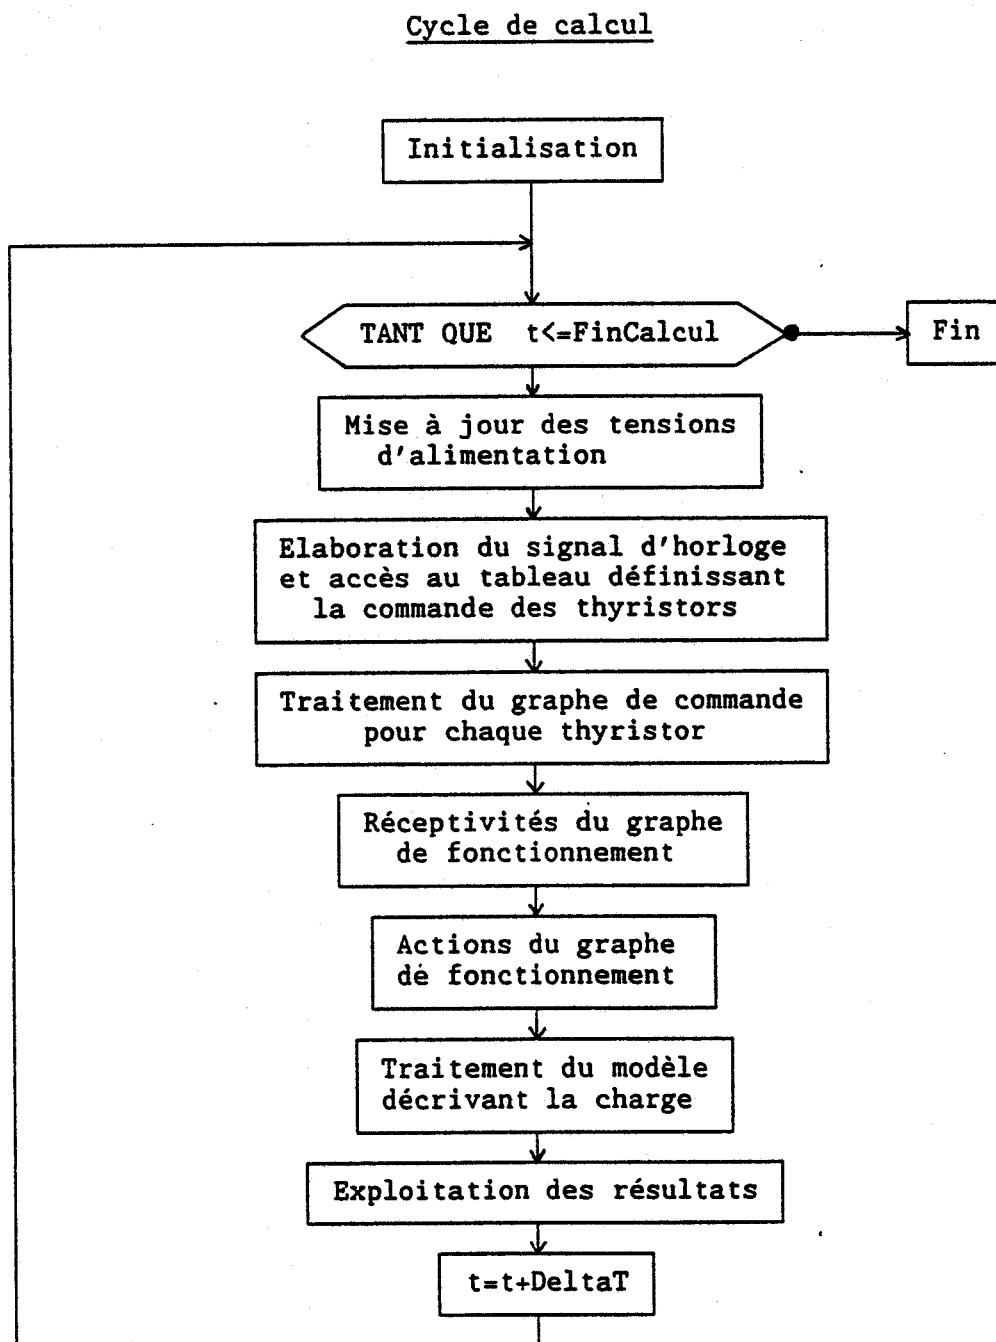 Cycle de calcul
Initialisation
TANT QUE t<=FinCalcul
Fin
Mise à jour des tensions
d'alimentation
Elaboration du signal d'horloge
et accès au tableau définissant
la commande des thyristors
Traitement du graphe de commande
pour chaque thyristor
Réceptivités du graphe
de fonctionnement
Actions du graphe
de fonctionnement
Traitement du modèle
décrivant la charge
Exploitation des résultats
t=t+DeltaT